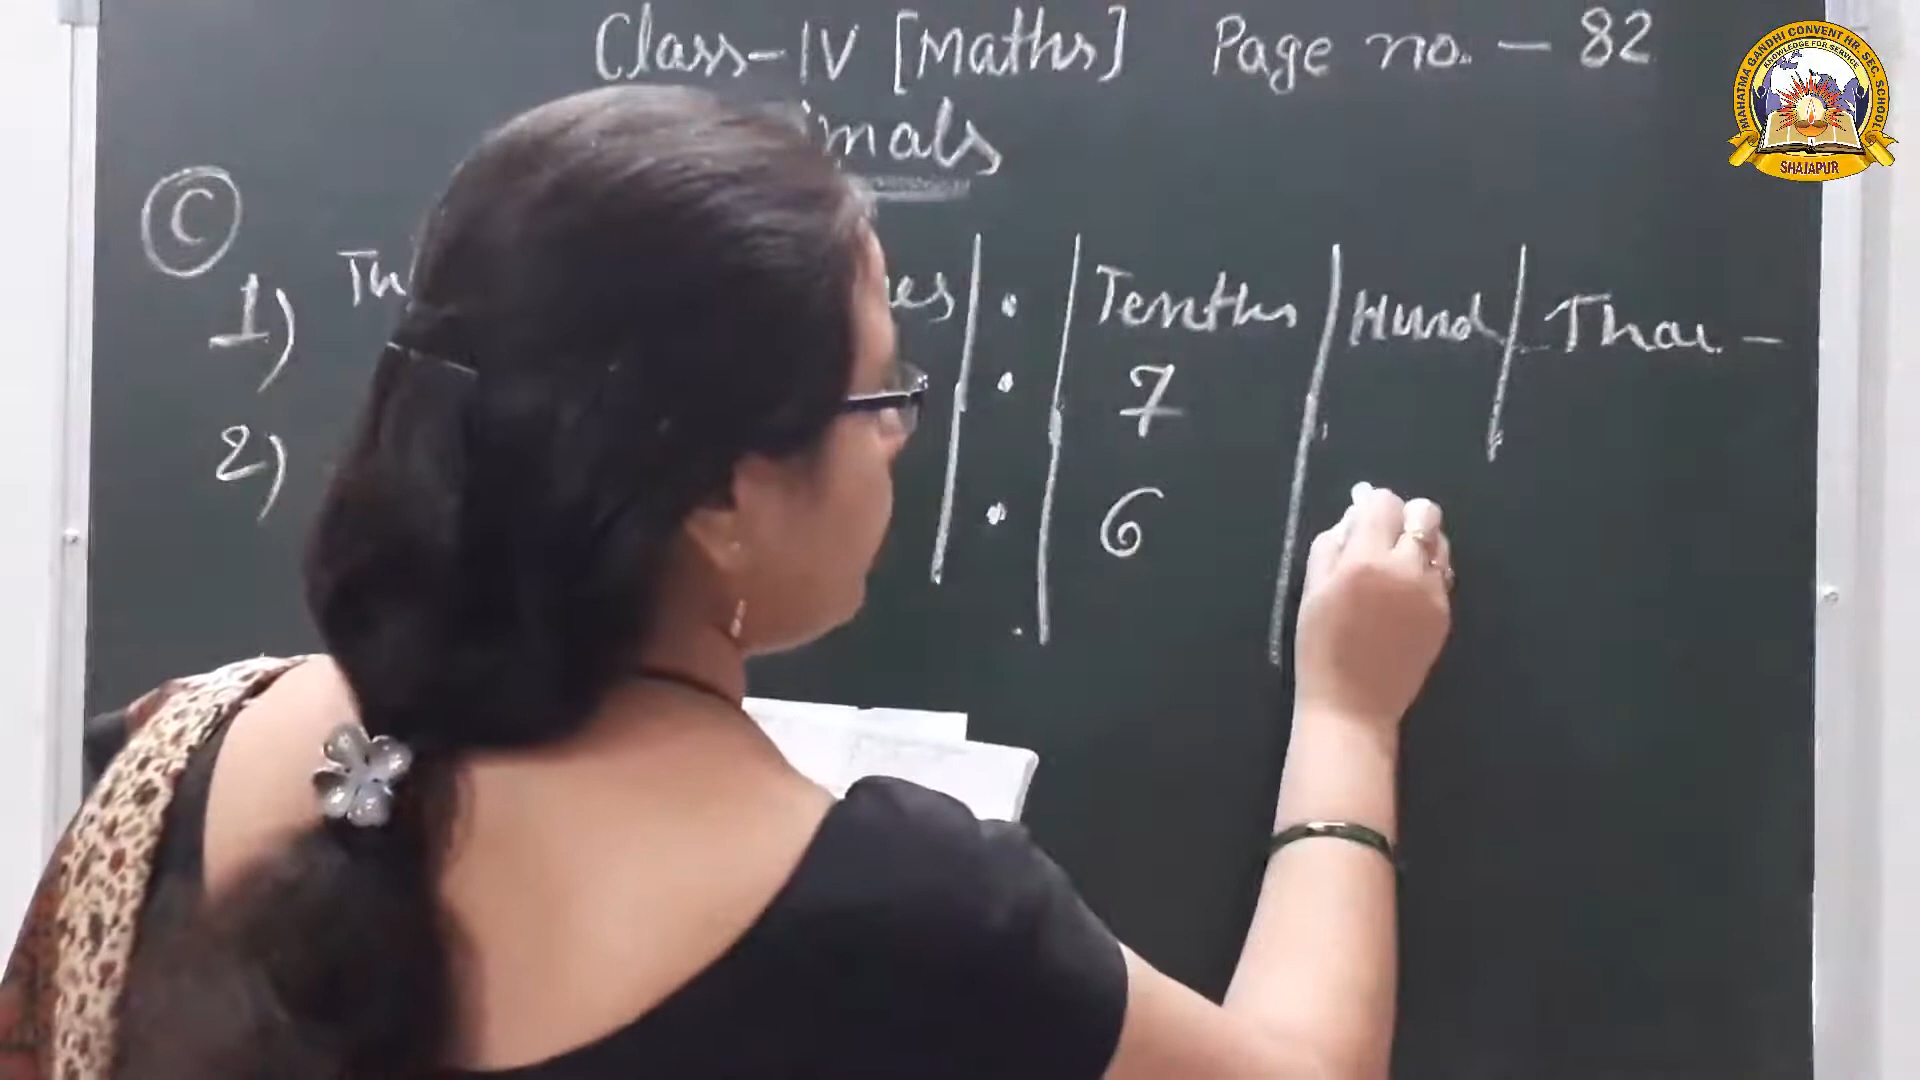 Class-IV [Maths] Page no. - 82
imals
C
1) Th es . Tenths Hund Thou -
. 7
2) . 6
MAHATMA GANDHI CONVENT HR. SEC. SCHOOL
KNOWLEDGE FOR SERVICE
SHAJAPUR